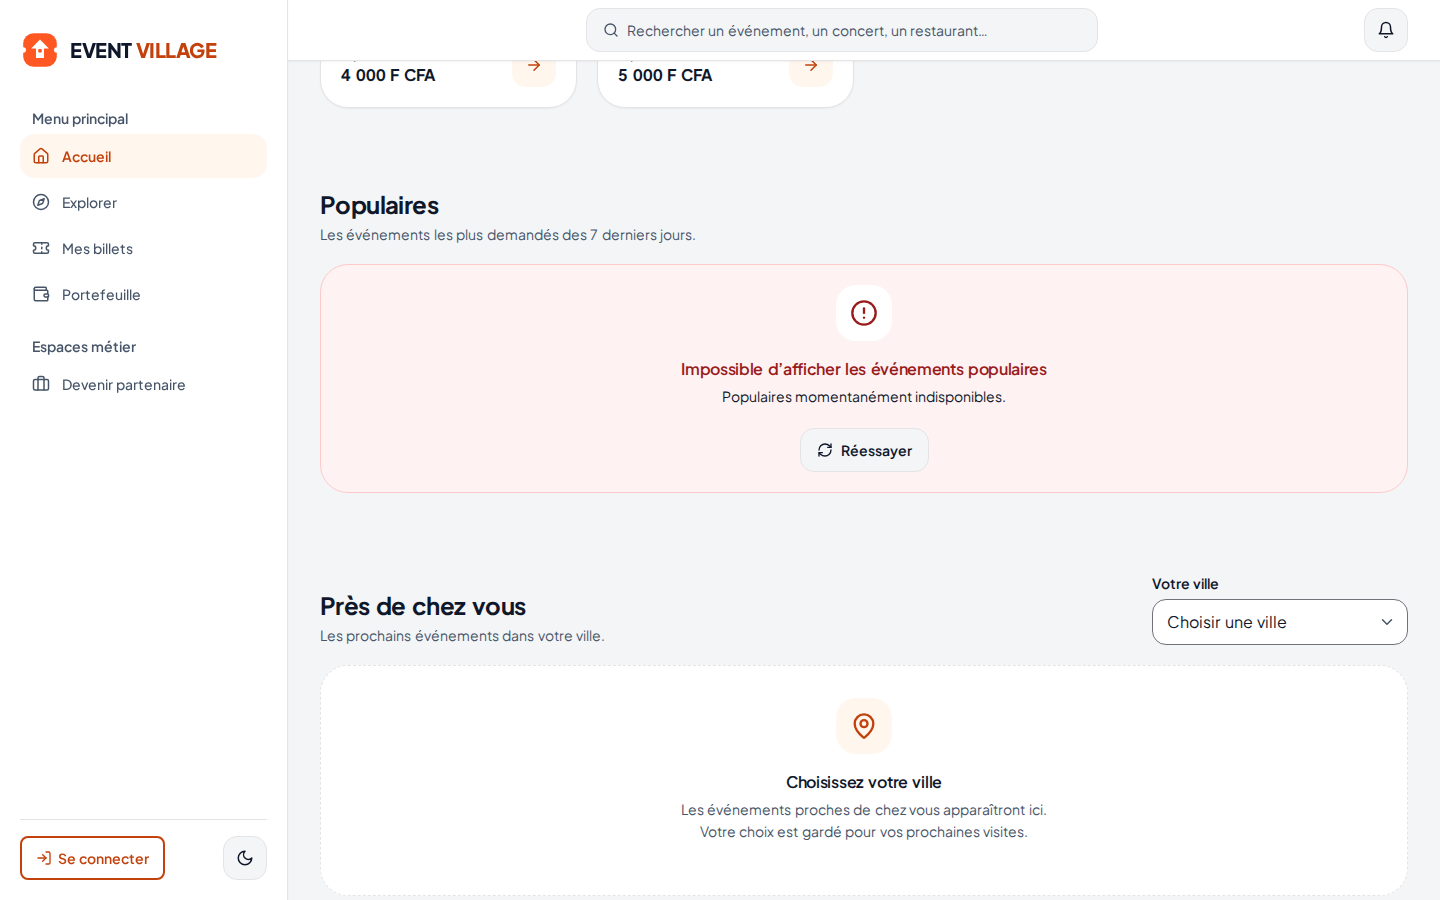 EVENT VILLAGE
Rechercher un événement, un concert, un restaurant…
Menu principal
Accueil
Explorer
Mes billets
Portefeuille
Espaces métier
Devenir partenaire
Se connecter
4 000 F CFA
5 000 F CFA
Populaires
Les événements les plus demandés des 7 derniers jours.
Impossible d’afficher les événements populaires
Populaires momentanément indisponibles.
Réessayer
Près de chez vous
Les prochains événements dans votre ville.
Votre ville
Choisir une ville
Choisissez votre ville
Les événements proches de chez vous apparaîtront ici.
Votre choix est gardé pour vos prochaines visites.